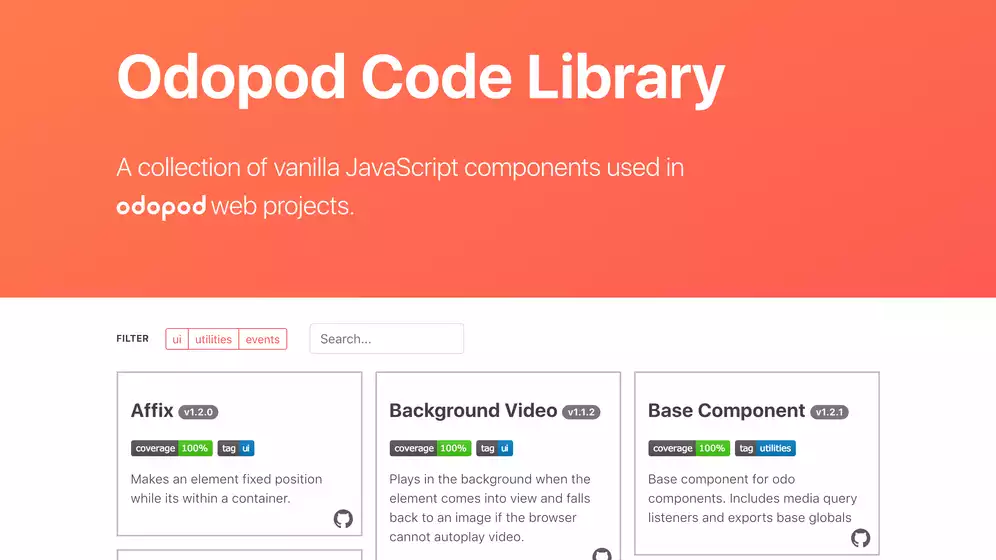 Odopod Code Library
A collection of vanilla JavaScript components used in
odopod web projects.
FILTER ui utilities events Search...
Affix v1.2.0
coverage 100% tag ui
Makes an element fixed position
while its within a container.
Background Video v1.1.2
coverage 100% tag ui
Plays in the background when the
element comes into view and falls
back to an image if the browser
cannot autoplay video.
Base Component v1.2.1
coverage 100% tag utilities
Base component for odo
components. Includes media query
listeners and exports base globals